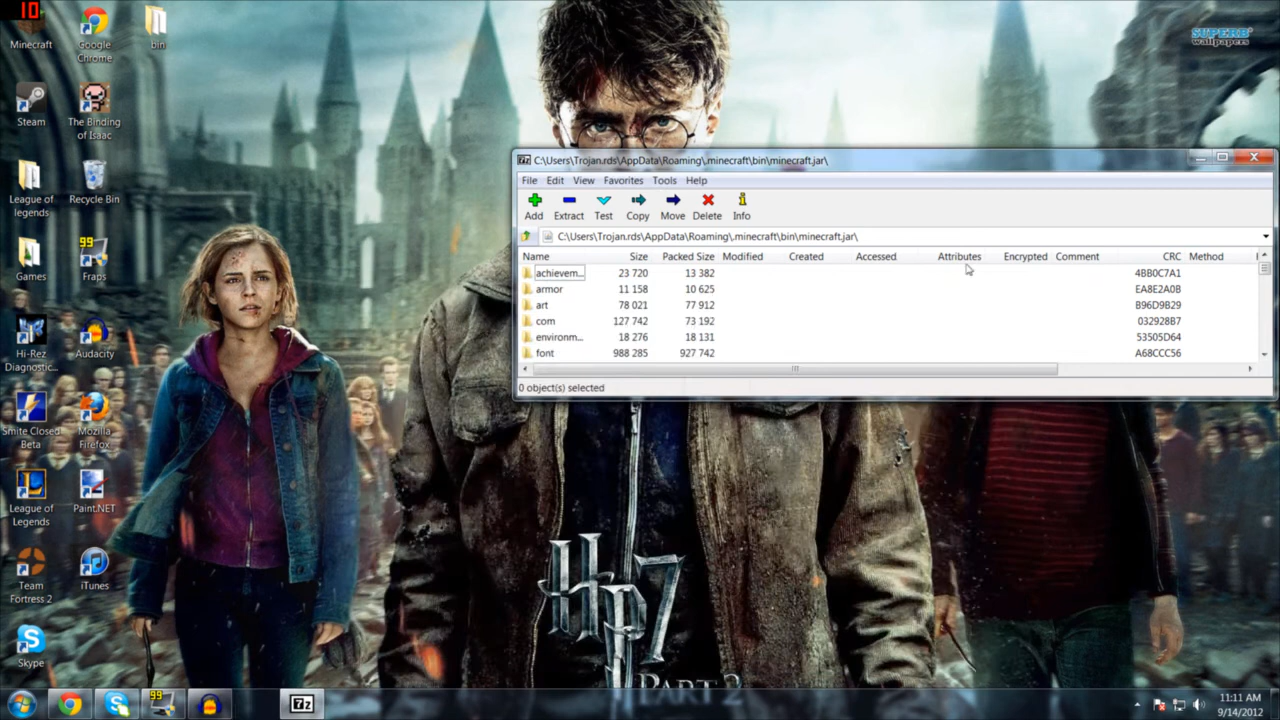 10
Minecraft
Google
Chrome
bin
SUPERB
wallpapers
Steam
The Binding
of Isaac
League of
legends
Recycle Bin
Games
99
Fraps
Hi-Rez
Diagnostic...
Audacity
Smite Closed
Beta
Mozilla
Firefox
League of
Legends
Paint.NET
Team
Fortress 2
iTunes
Skype
7z C:\Users\Trojan.rds\AppData\Roaming\.minecraft\bin\minecraft.jar\
File Edit View Favorites Tools Help
Add Extract Test Copy Move Delete Info
C:\Users\Trojan.rds\AppData\Roaming\.minecraft\bin\minecraft.jar\
Name Size Packed Size Modified Created Accessed Attributes Encrypted Comment CRC Method
achievem... 23 720 13 382 4BB0C7A1
armor 11 158 10 625 EA8E2A0B
art 78 021 77 912 B96D9B29
com 127 742 73 192 032928B7
environm... 18 276 18 131 53505D64
font 988 285 927 742 A68CCC56
0 object(s) selected
HP7
PART 2
99
7z
11:11 AM
9/14/2012